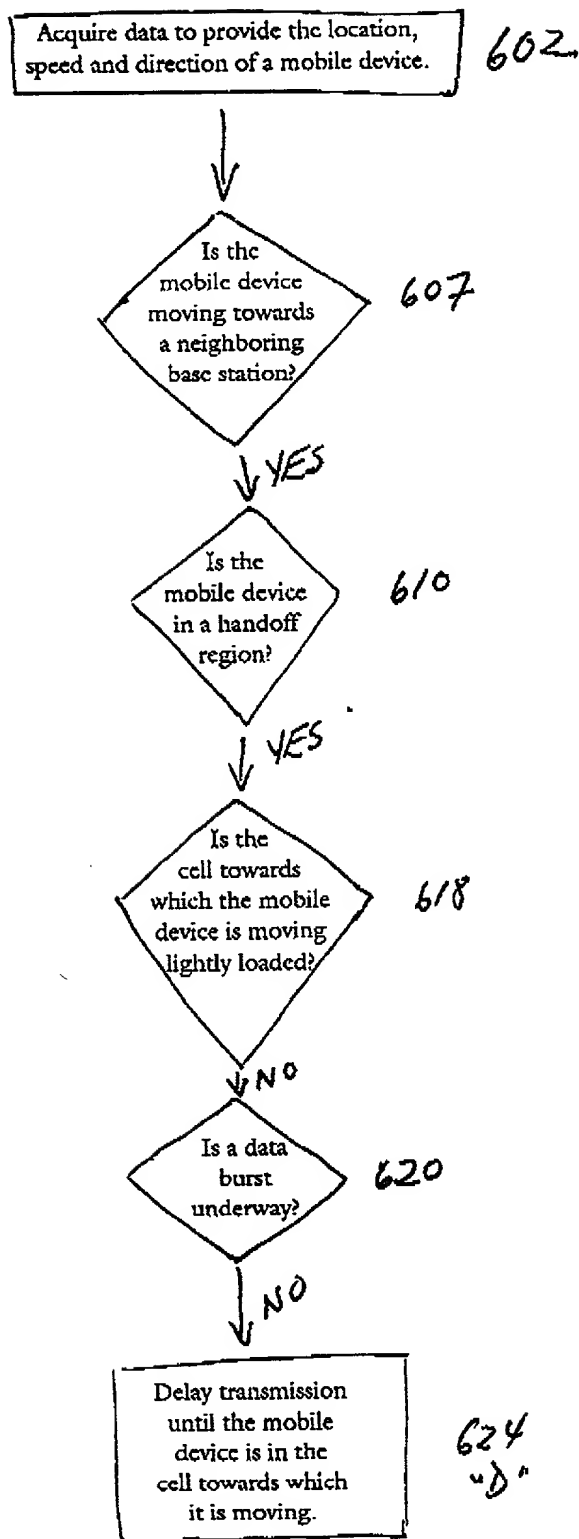 Acquire data to provide the location,
speed and direction of a mobile device.
602
Is the
mobile device
moving towards
a neighboring
base station?
607
YES
Is the
mobile device
in a handoff
region?
610
YES
Is the
cell towards
which the mobile
device is moving
lightly loaded?
618
NO
Is a data
burst
underway?
620
NO
Delay transmission
until the mobile
device is in the
cell towards which
it is moving.
624
"D"